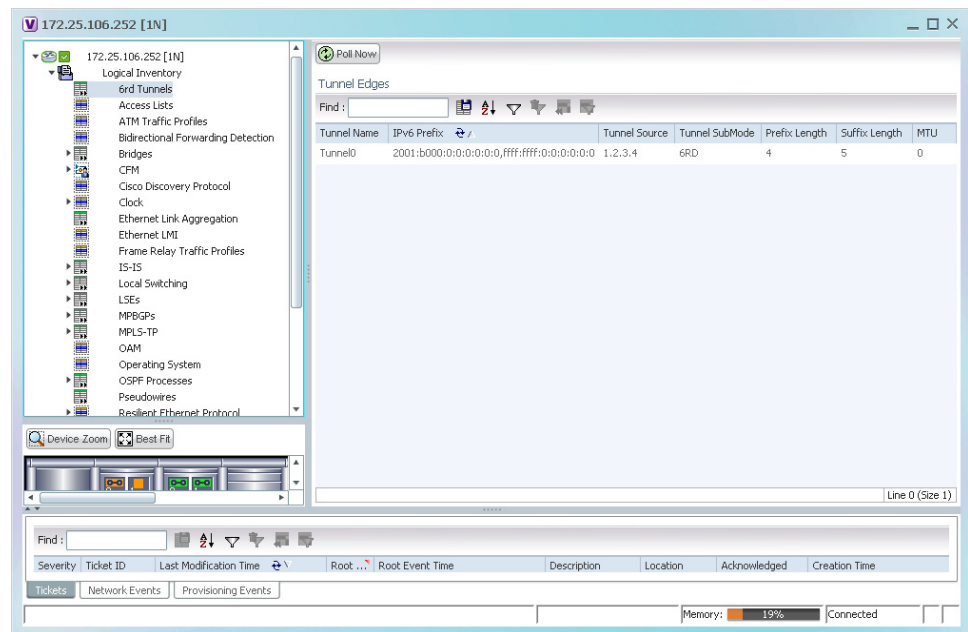 V 172.25.106.252 [1N]
172.25.106.252 [1N]
Logical Inventory
6rd Tunnels
Access Lists
ATM Traffic Profiles
Bidirectional Forwarding Detection
Bridges
CFM
Cisco Discovery Protocol
Clock
Ethernet Link Aggregation
Ethernet LMI
Frame Relay Traffic Profiles
IS-IS
Local Switching
LSEs
MPBGPs
MPLS-TP
OAM
Operating System
OSPF Processes
Pseudowires
Resilient Ethernet Protocol
Device Zoom Best Fit
Poll Now
Tunnel Edges
Find :
Tunnel Name IPv6 Prefix Tunnel Source Tunnel SubMode Prefix Length Suffix Length MTU
Tunnel0 2001:b000:0:0:0:0:0:0,ffff:ffff:0:0:0:0:0:0 1.2.3.4 6RD 4 5 0
Line 0 (Size 1)
Find :
Severity Ticket ID Last Modification Time Root ... Root Event Time Description Location Acknowledged Creation Time
Tickets Network Events Provisioning Events
Memory: 19% Connected